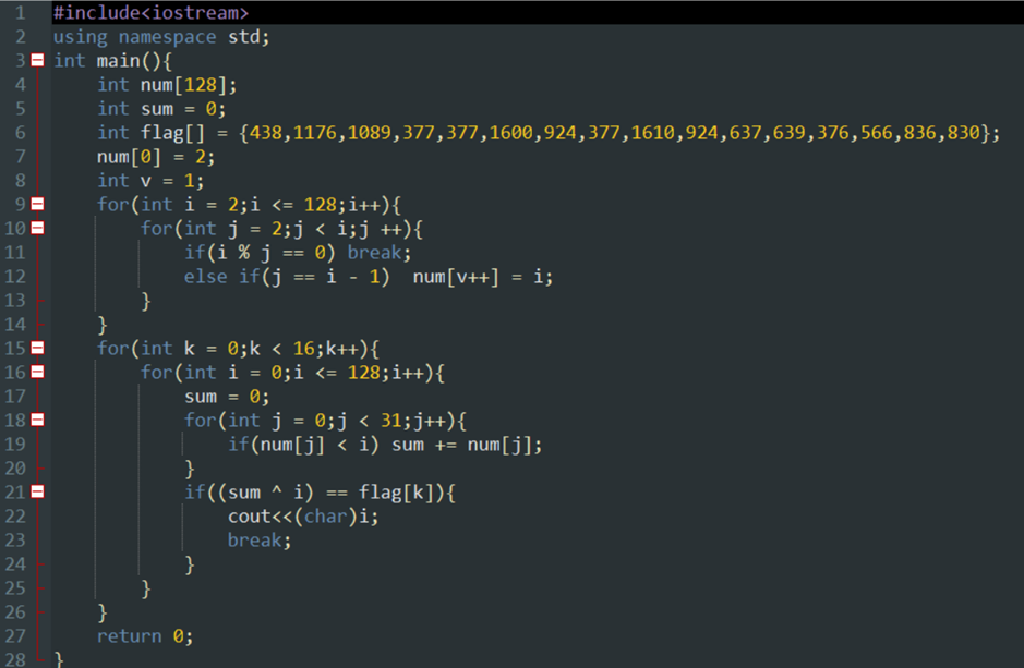 1 #include<iostream>
2 using namespace std;
3 int main(){
4 int num[128];
5 int sum = 0;
6 int flag[] = {438,1176,1089,377,377,1600,924,377,1610,924,637,639,376,566,836,830};
7 num[0] = 2;
8 int v = 1;
9 for(int i = 2;i <= 128;i++){
10 for(int j = 2;j < i;j ++){
11 if(i % j == 0) break;
12 else if(j == i - 1)  num[v++] = i;
13 }
14 }
15 for(int k = 0;k < 16;k++){
16 for(int i = 0;i <= 128;i++){
17 sum = 0;
18 for(int j = 0;j < 31;j++){
19 if(num[j] < i) sum += num[j];
20 }
21 if((sum ^ i) == flag[k]){
22 cout<<(char)i;
23 break;
24 }
25 }
26 }
27 return 0;
28 }